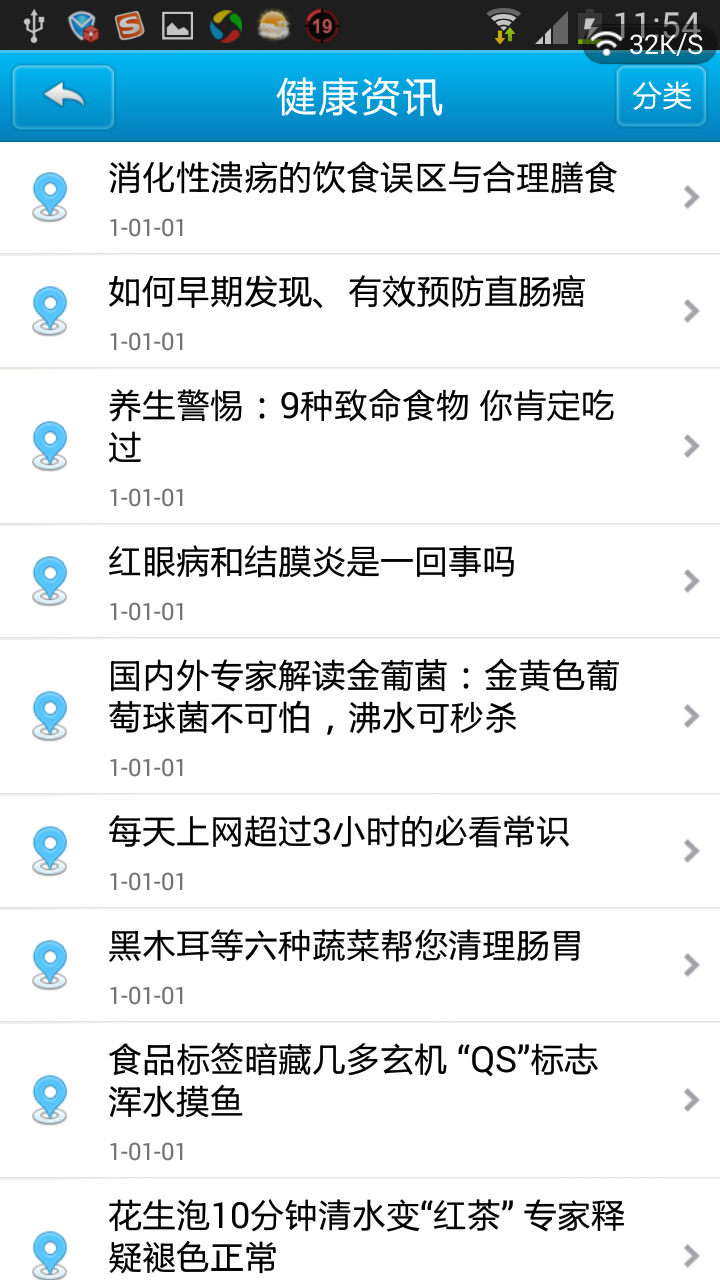 19
11:54
32K/S
健康资讯
分类
消化性溃疡的饮食误区与合理膳食
1-01-01
如何早期发现、有效预防直肠癌
1-01-01
养生警惕：9种致命食物 你肯定吃
过
1-01-01
红眼病和结膜炎是一回事吗
1-01-01
国内外专家解读金葡菌：金黄色葡
萄球菌不可怕，沸水可秒杀
1-01-01
每天上网超过3小时的必看常识
1-01-01
黑木耳等六种蔬菜帮您清理肠胃
1-01-01
食品标签暗藏几多玄机 “QS”标志
浑水摸鱼
1-01-01
花生泡10分钟清水变“红茶” 专家释
疑褪色正常